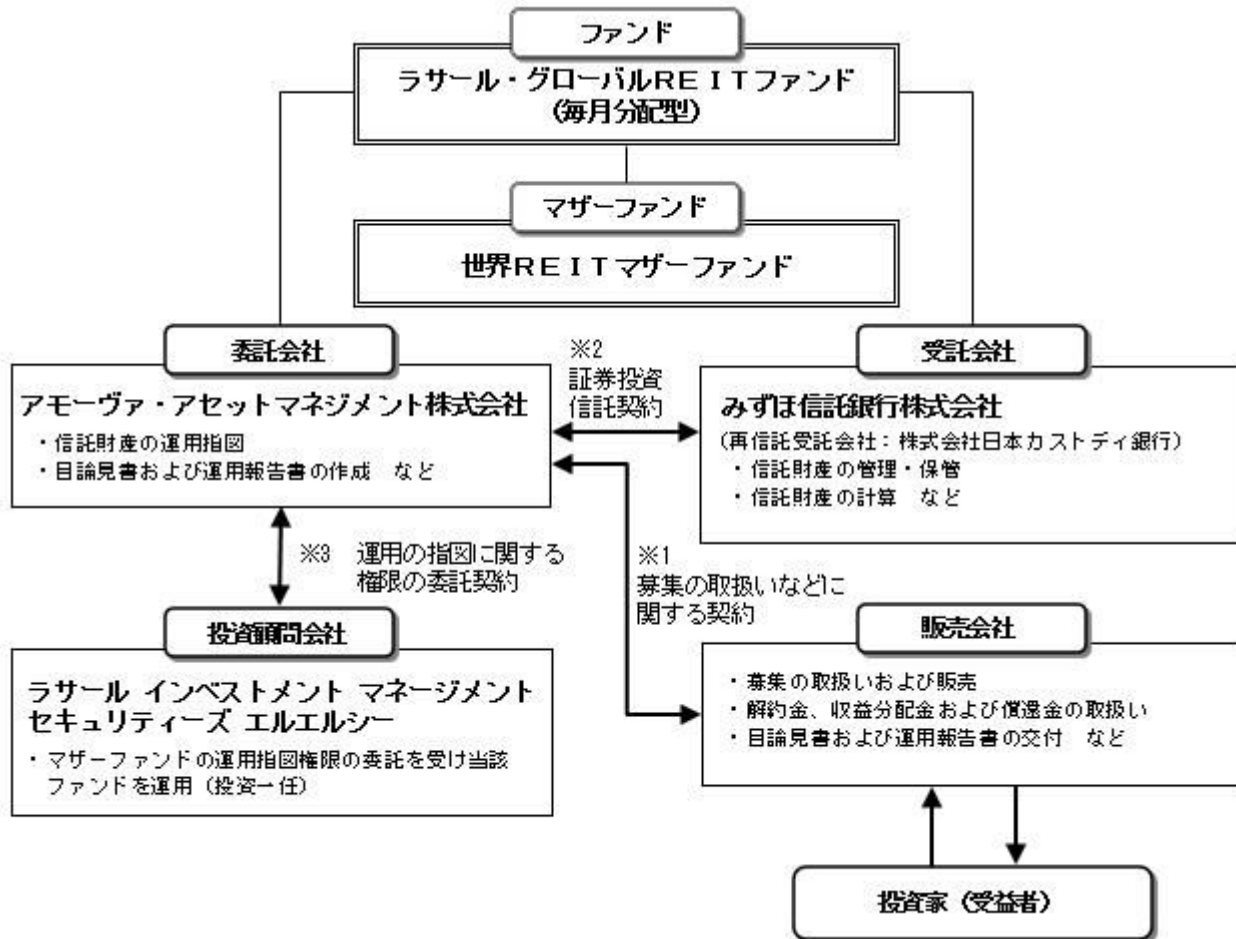 ファンド
ラサール・グローバルＲＥＩＴファンド
(毎月分配型)
マザーファンド
世界ＲＥＩＴマザーファンド
委託会社
アモーヴァ・アセットマネジメント株式会社
・信託財産の運用指図
・目論見書および運用報告書の作成　など
※2
証券投資
信託契約
受託会社
みずほ信託銀行株式会社
(再信託受託会社：株式会社日本カストディ銀行)
・信託財産の管理・保管
・信託財産の計算　など
※3　運用の指図に関する
権限の委託契約
※1
募集の取扱いなどに
関する契約
投資顧問会社
ラサール インベストメント マネージメント
セキュリティーズ エルエルシー
・マザーファンドの運用指図権限の委託を受け当該
ファンドを運用（投資一任）
販売会社
・募集の取扱いおよび販売
・解約金、収益分配金および償還金の取扱い
・目論見書および運用報告書の交付　など
投資家（受益者）